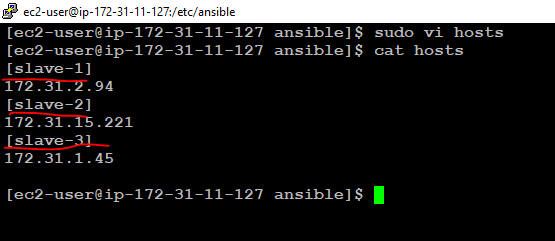 ec2-user@ip-172-31-11-127:/etc/ansible
[ec2-user@ip-172-31-11-127 ansible]$ sudo vi hosts
[ec2-user@ip-172-31-11-127 ansible]$ cat hosts
[slave-1]
172.31.2.94
[slave-2]
172.31.15.221
[slave-3]
172.31.1.45
[ec2-user@ip-172-31-11-127 ansible]$